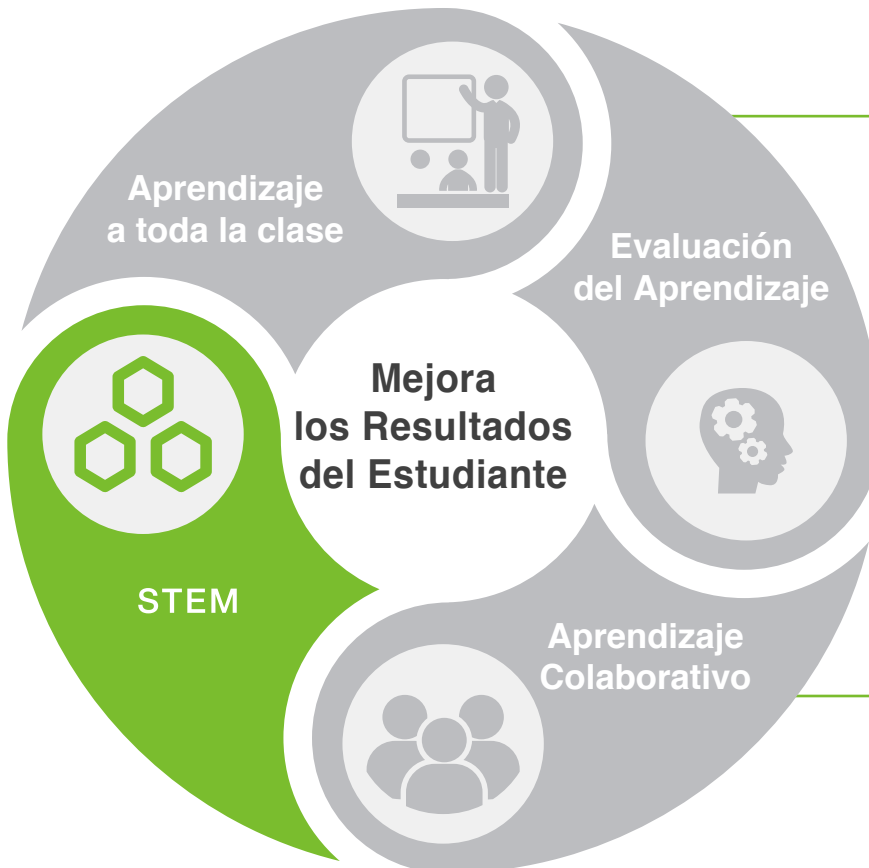 Aprendizaje
a toda la clase
Evaluación
del Aprendizaje
Mejora
los Resultados
del Estudiante
STEM
Aprendizaje
Colaborativo